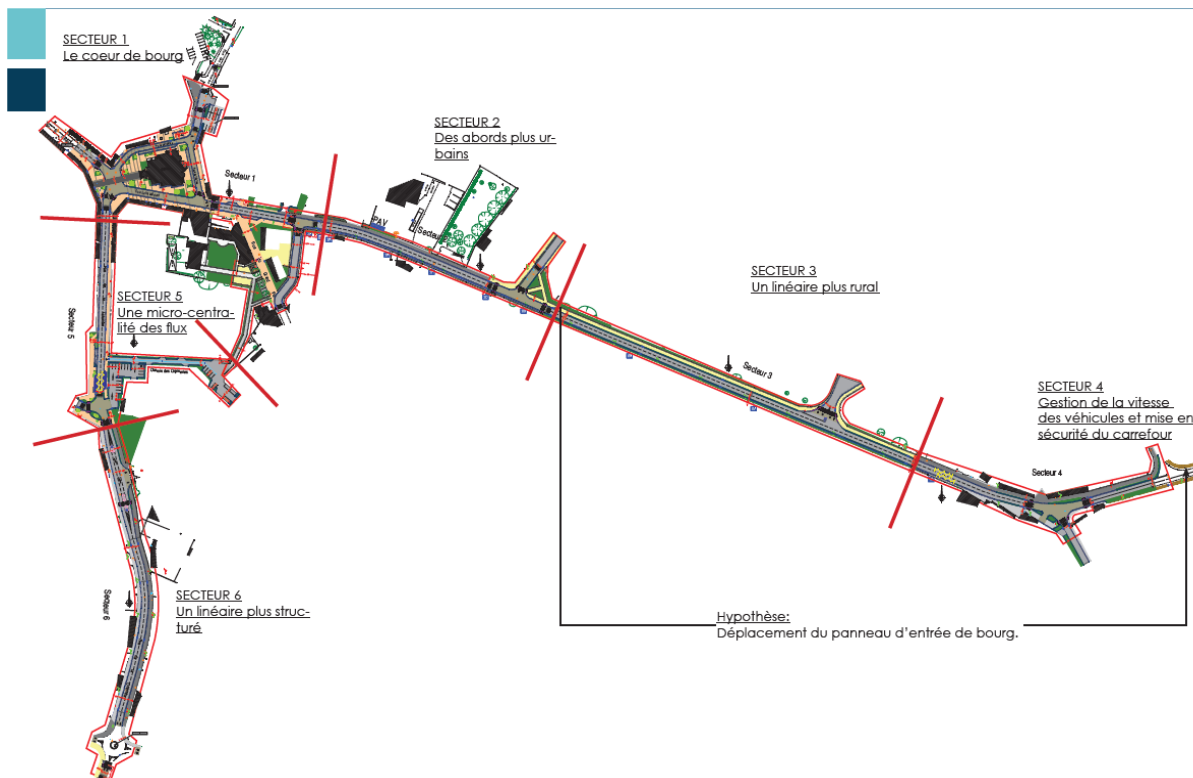 SECTEUR 1
Le coeur de bourg
SECTEUR 2
Des abords plus ur-
bains
Secteur 1
PAV
SECTEUR 3
Un linéaire plus rural
SECTEUR 5
Une micro-centra-
lité des flux
Secteur 5
Secteur 3
SECTEUR 4
Gestion de la vitesse
des véhicules et mise en
sécurité du carrefour
Secteur 4
SECTEUR 6
Un linéaire plus struc-
turé
Secteur 6
Hypothèse:
Déplacement du panneau d'entrée de bourg.